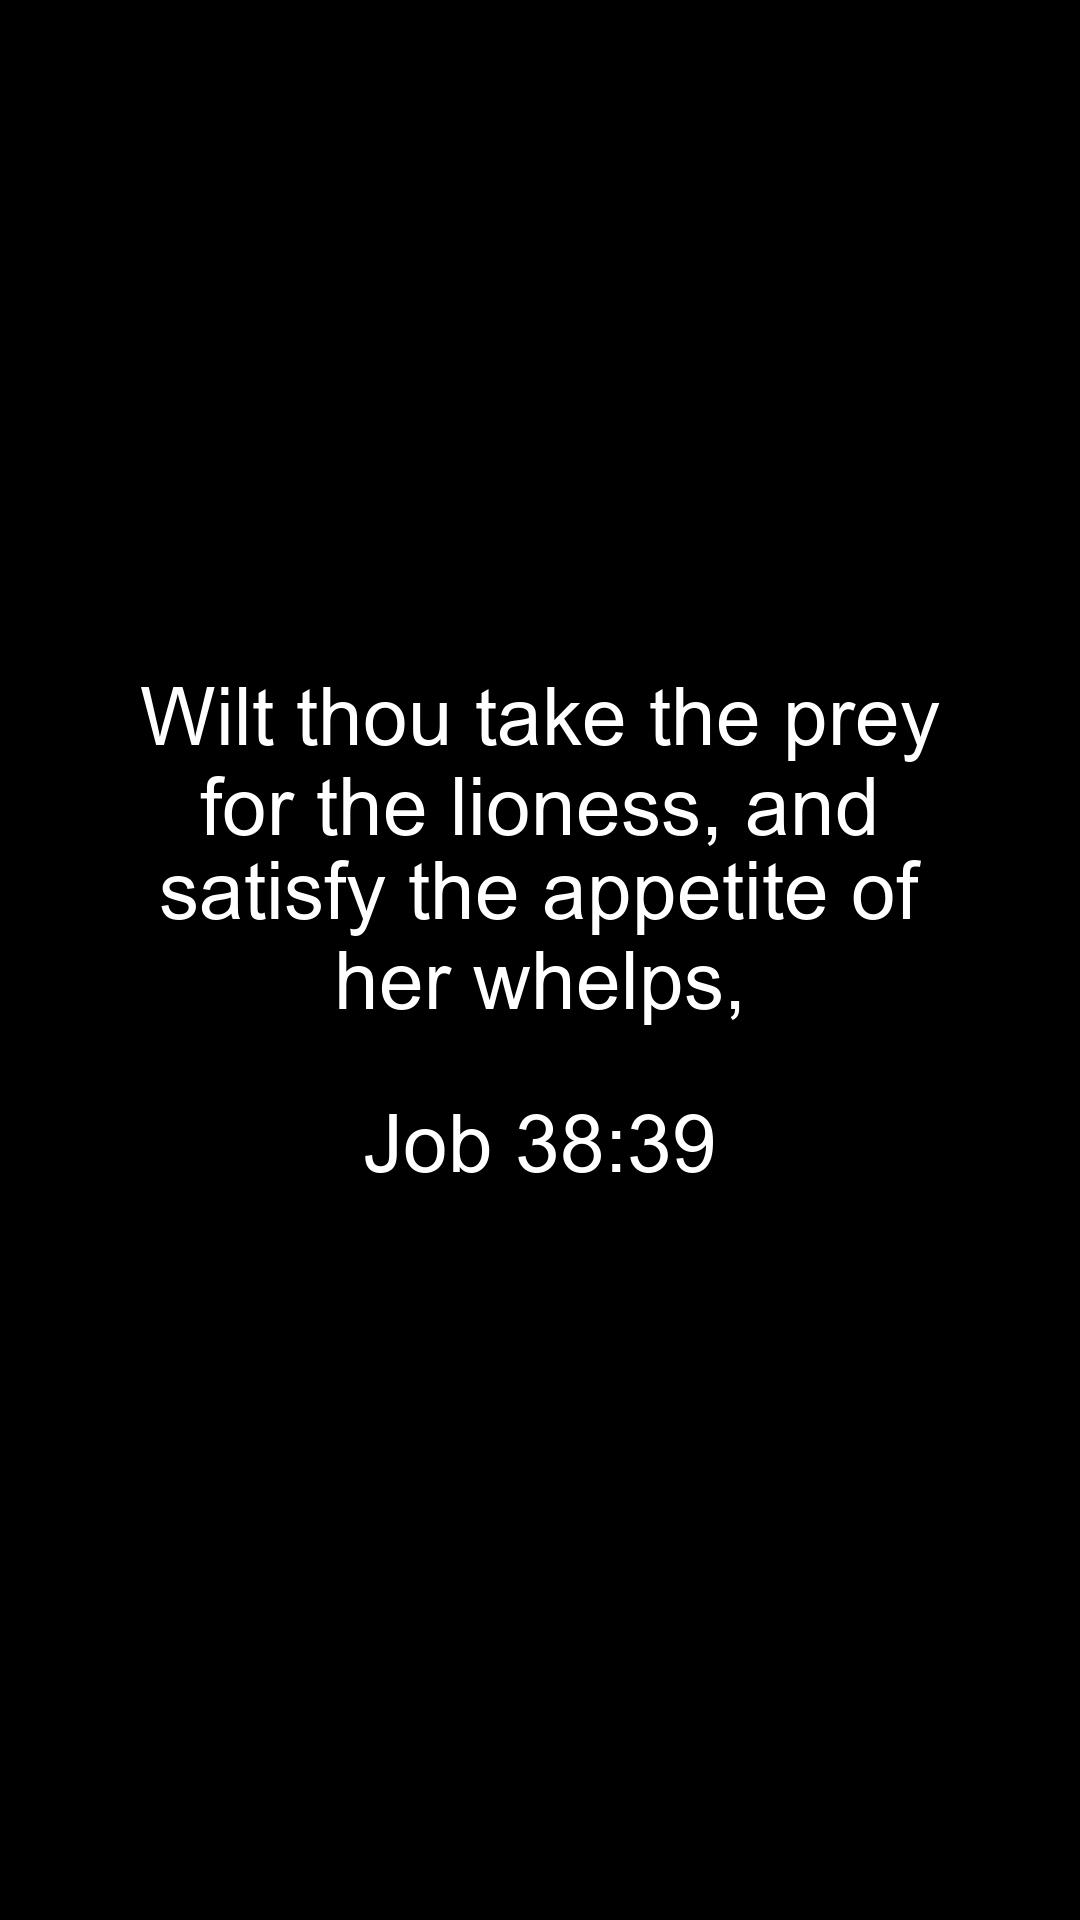 Wilt thou take the prey
for the lioness, and
satisfy the appetite of
her whelps,
Job 38:39